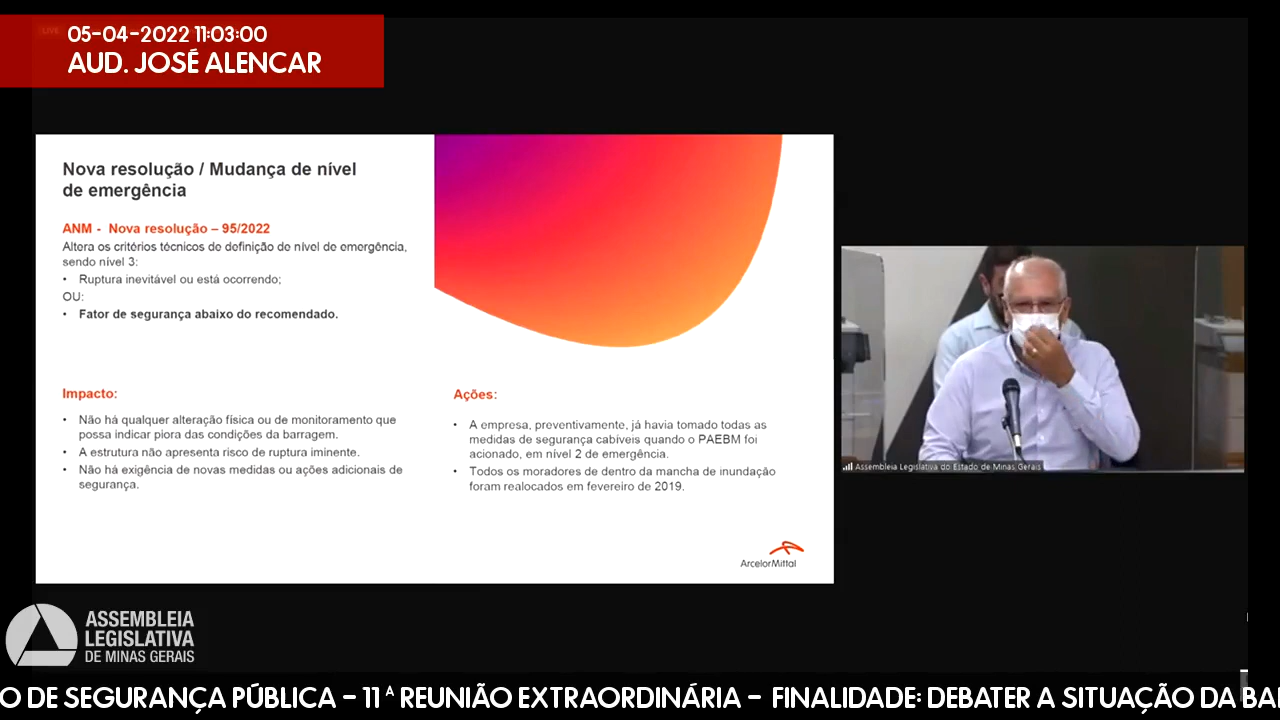 LIVE
05-04-2022 11:03:00
AUD. JOSÉ ALENCAR
Nova resolução / Mudança de nível
de emergência
ANM - Nova resolução – 95/2022
Altera os critérios técnicos de definição de nível de emergência,
sendo nível 3:
• Ruptura inevitável ou está ocorrendo;
OU:
• Fator de segurança abaixo do recomendado.
Impacto:
• Não há qualquer alteração física ou de monitoramento que
possa indicar piora das condições da barragem.
• A estrutura não apresenta risco de ruptura iminente.
• Não há exigência de novas medidas ou ações adicionais de
segurança.
Ações:
• A empresa, preventivamente, já havia tomado todas as
medidas de segurança cabíveis quando o PAEBM foi
acionado, em nível 2 de emergência.
• Todos os moradores de dentro da mancha de inundação
foram realocados em fevereiro de 2019.
ArcelorMittal
Assembleia Legislativa do Estado de Minas Gerais
ASSEMBLEIA
LEGISLATIVA
DE MINAS GERAIS
O DE SEGURANÇA PÚBLICA – 11ª REUNIÃO EXTRAORDINÁRIA – FINALIDADE: DEBATER A SITUAÇÃO DA BA